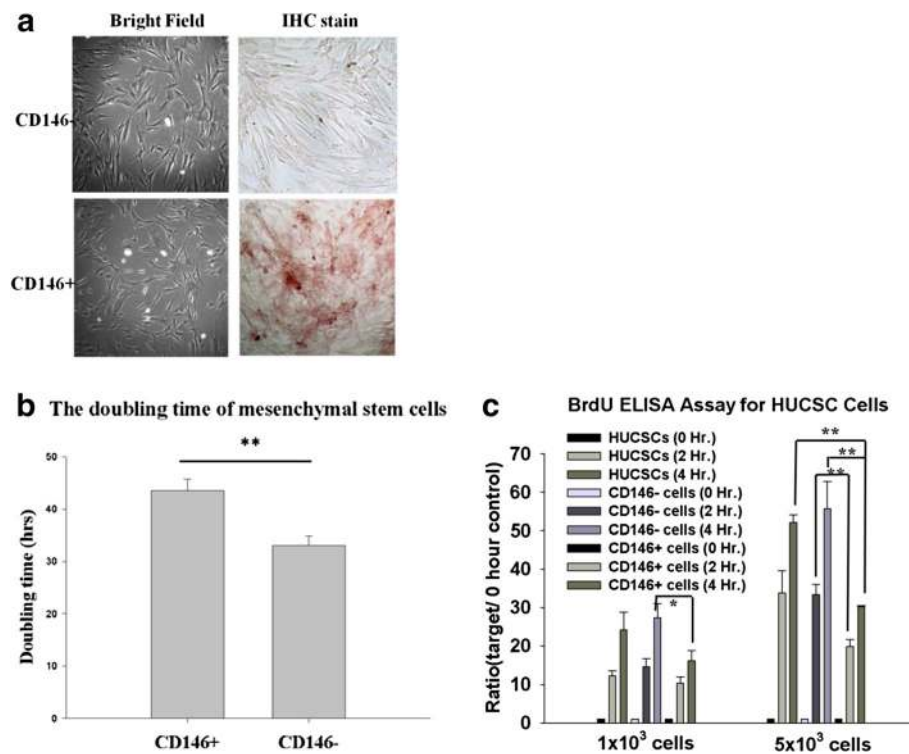 a
Bright Field IHC stain
CD146-
CD146+
b The doubling time of mesenchymal stem cells
**
Doubling time (hrs)
50
40
30
20
10
0
CD146+ CD146-
c
BrdU ELISA Assay for HUCSC Cells
Ratio(target/ 0 hour control)
70
60
50
40
30
20
10
0
HUCSCs (0 Hr.)
HUCSCs (2 Hr.)
HUCSCs (4 Hr.)
CD146- cells (0 Hr.)
CD146- cells (2 Hr.)
CD146- cells (4 Hr.)
CD146+ cells (0 Hr.)
CD146+ cells (2 Hr.)
CD146+ cells (4 Hr.)
*
**
**
**
1x10³ cells 5x10³ cells